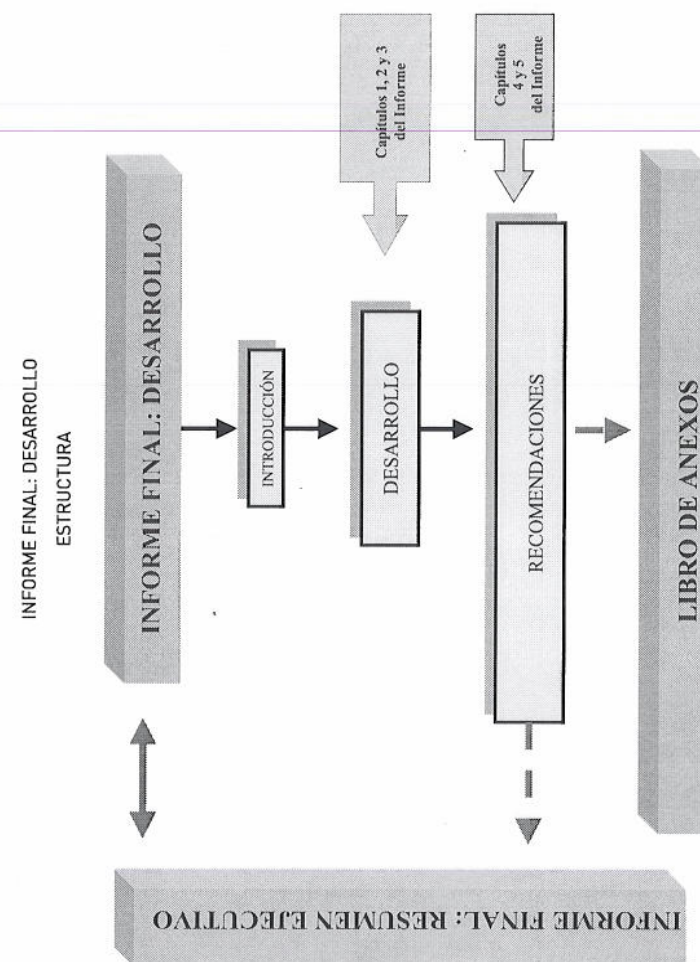 INFORME FINAL: DESARROLLO
ESTRUCTURA
INFORME FINAL: DESARROLLO
INTRODUCCIÓN
DESARROLLO
Capítulos 1, 2 y 3
del Informe
RECOMENDACIONES
Capítulos
4 y 5
del Informe
LIBRO DE ANEXOS
INFORME FINAL: RESUMEN EJECUTIVO